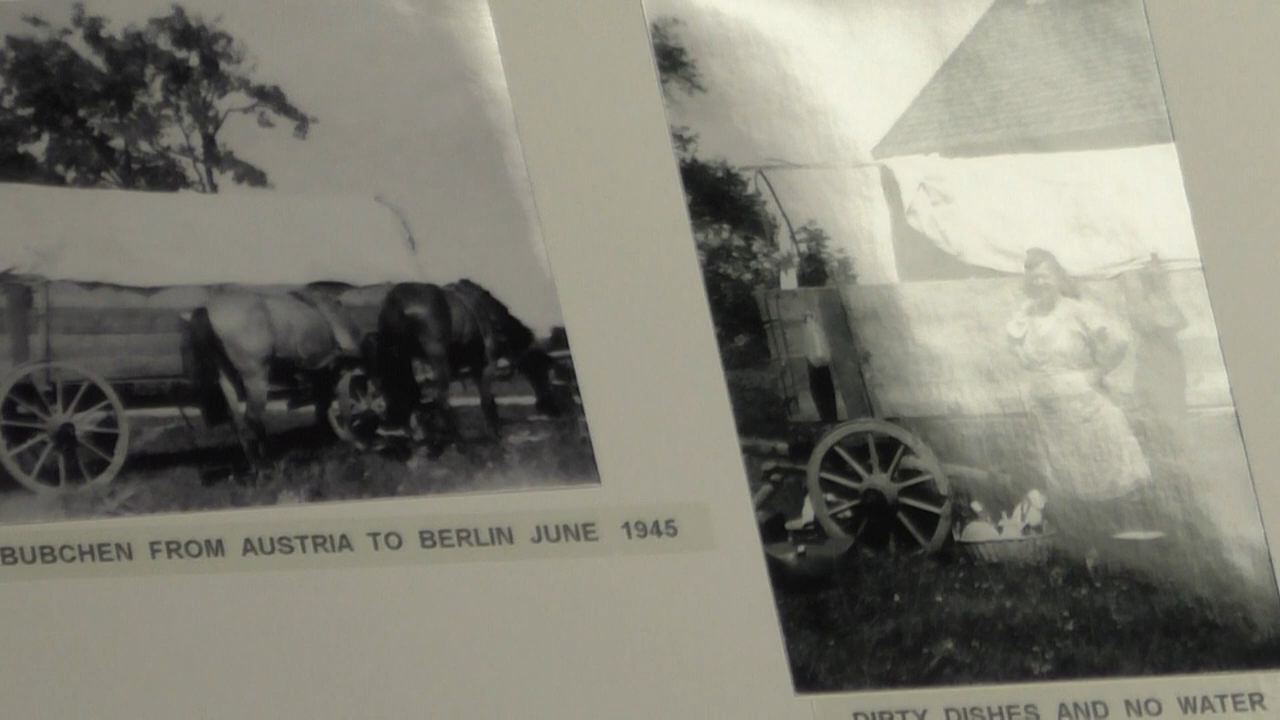 BUBCHEN FROM AUSTRIA TO BERLIN JUNE 1945
DIRTY DISHES AND NO WATER